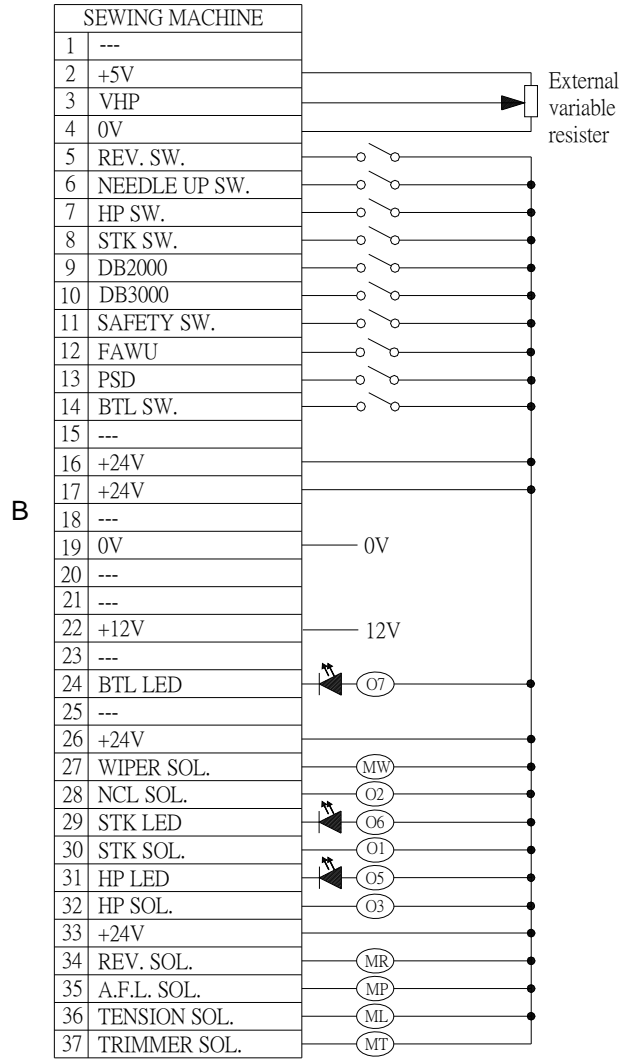 SEWING MACHINE
1 ---
2 +5V
3 VHP
4 0V
External
variable
resister
5 REV. SW.
6 NEEDLE UP SW.
7 HP SW.
8 STK SW.
9 DB2000
10 DB3000
11 SAFETY SW.
12 FAWU
13 PSD
14 BTL SW.
15 ---
16 +24V
17 +24V
B
18 ---
19 0V 0V
20 ---
21 ---
22 +12V 12V
23 ---
24 BTL LED O7
25 ---
26 +24V
27 WIPER SOL. MW
28 NCL SOL. O2
29 STK LED O6
30 STK SOL. O1
31 HP LED O5
32 HP SOL. O3
33 +24V
34 REV. SOL. MR
35 A.F.L. SOL. MP
36 TENSION SOL. ML
37 TRIMMER SOL. MT